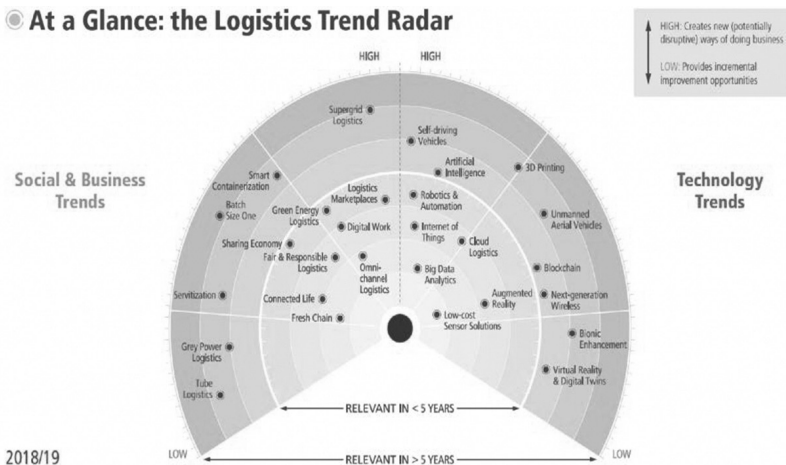 At a Glance: the Logistics Trend Radar
HIGH: Creates new (potentially
disruptive) ways of doing business
LOW: Provides incremental
improvement opportunities
HIGH
HIGH
Social & Business
Trends
Technology
Trends
Supergrid
Logistics
Self-driving
Vehicles
Smart
Containerization
Artificial
Intelligence
3D Printing
Batch
Size One
Logistics
Marketplaces
Robotics &
Automation
Green Energy
Logistics
Digital Work
Internet of
Things
Unmanned
Aerial Vehicles
Sharing Economy
Cloud
Logistics
Fair & Responsible
Logistics
Omni-
channel
Logistics
Big Data
Analytics
Blockchain
Servitization
Connected Life
Augmented
Reality
Next-generation
Wireless
Fresh Chain
Low-cost
Sensor Solutions
Bionic
Enhancement
Grey Power
Logistics
Virtual Reality
& Digital Twins
Tube
Logistics
RELEVANT IN < 5 YEARS
2018/19
LOW
RELEVANT IN > 5 YEARS
LOW